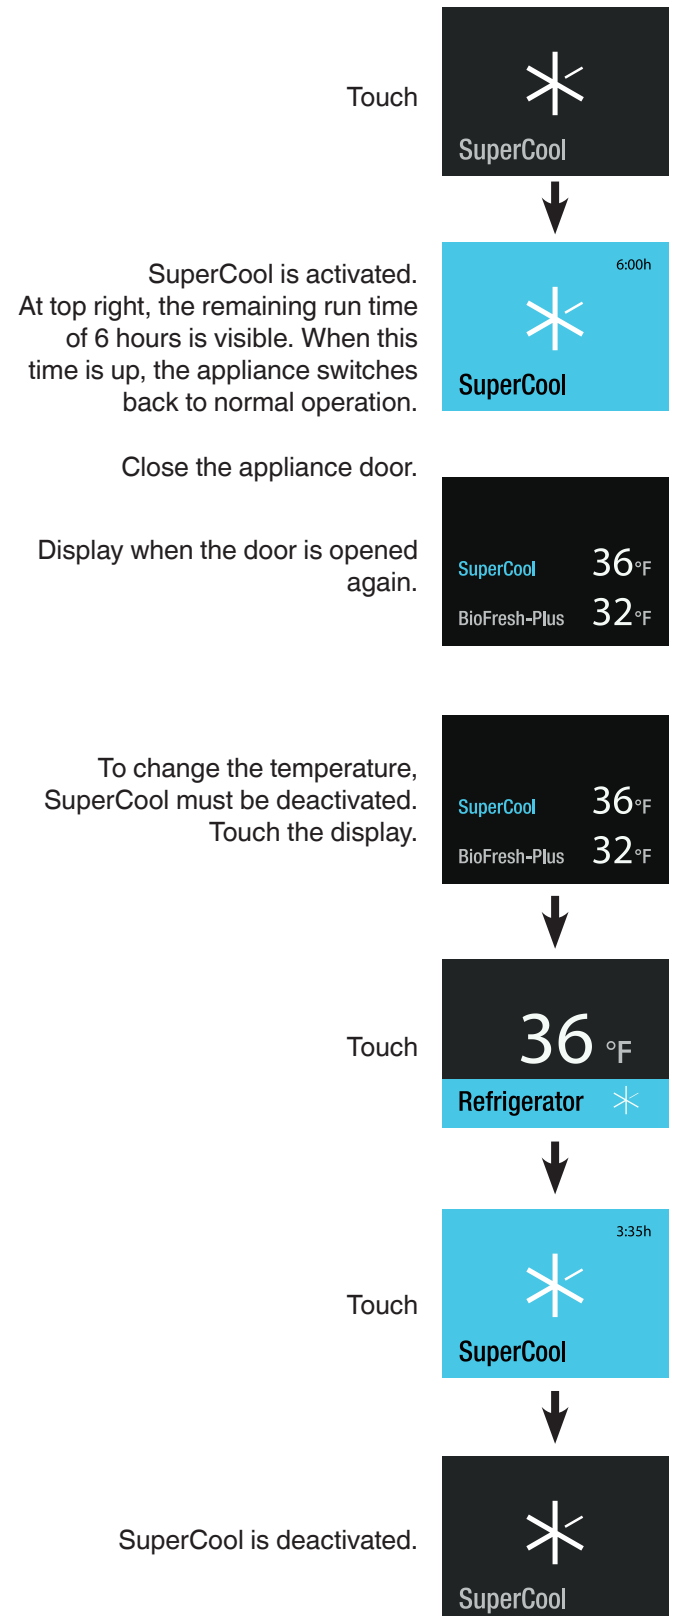 Touch
SuperCool
SuperCool is activated.
At top right, the remaining run time
of 6 hours is visible. When this
time is up, the appliance switches
back to normal operation.
6:00h
SuperCool
Close the appliance door.
Display when the door is opened
again.
SuperCool 36°F
BioFresh-Plus 32°F
To change the temperature,
SuperCool must be deactivated.
Touch the display.
SuperCool 36°F
BioFresh-Plus 32°F
Touch
36 °F
Refrigerator
Touch
3:35h
SuperCool
SuperCool is deactivated.
SuperCool